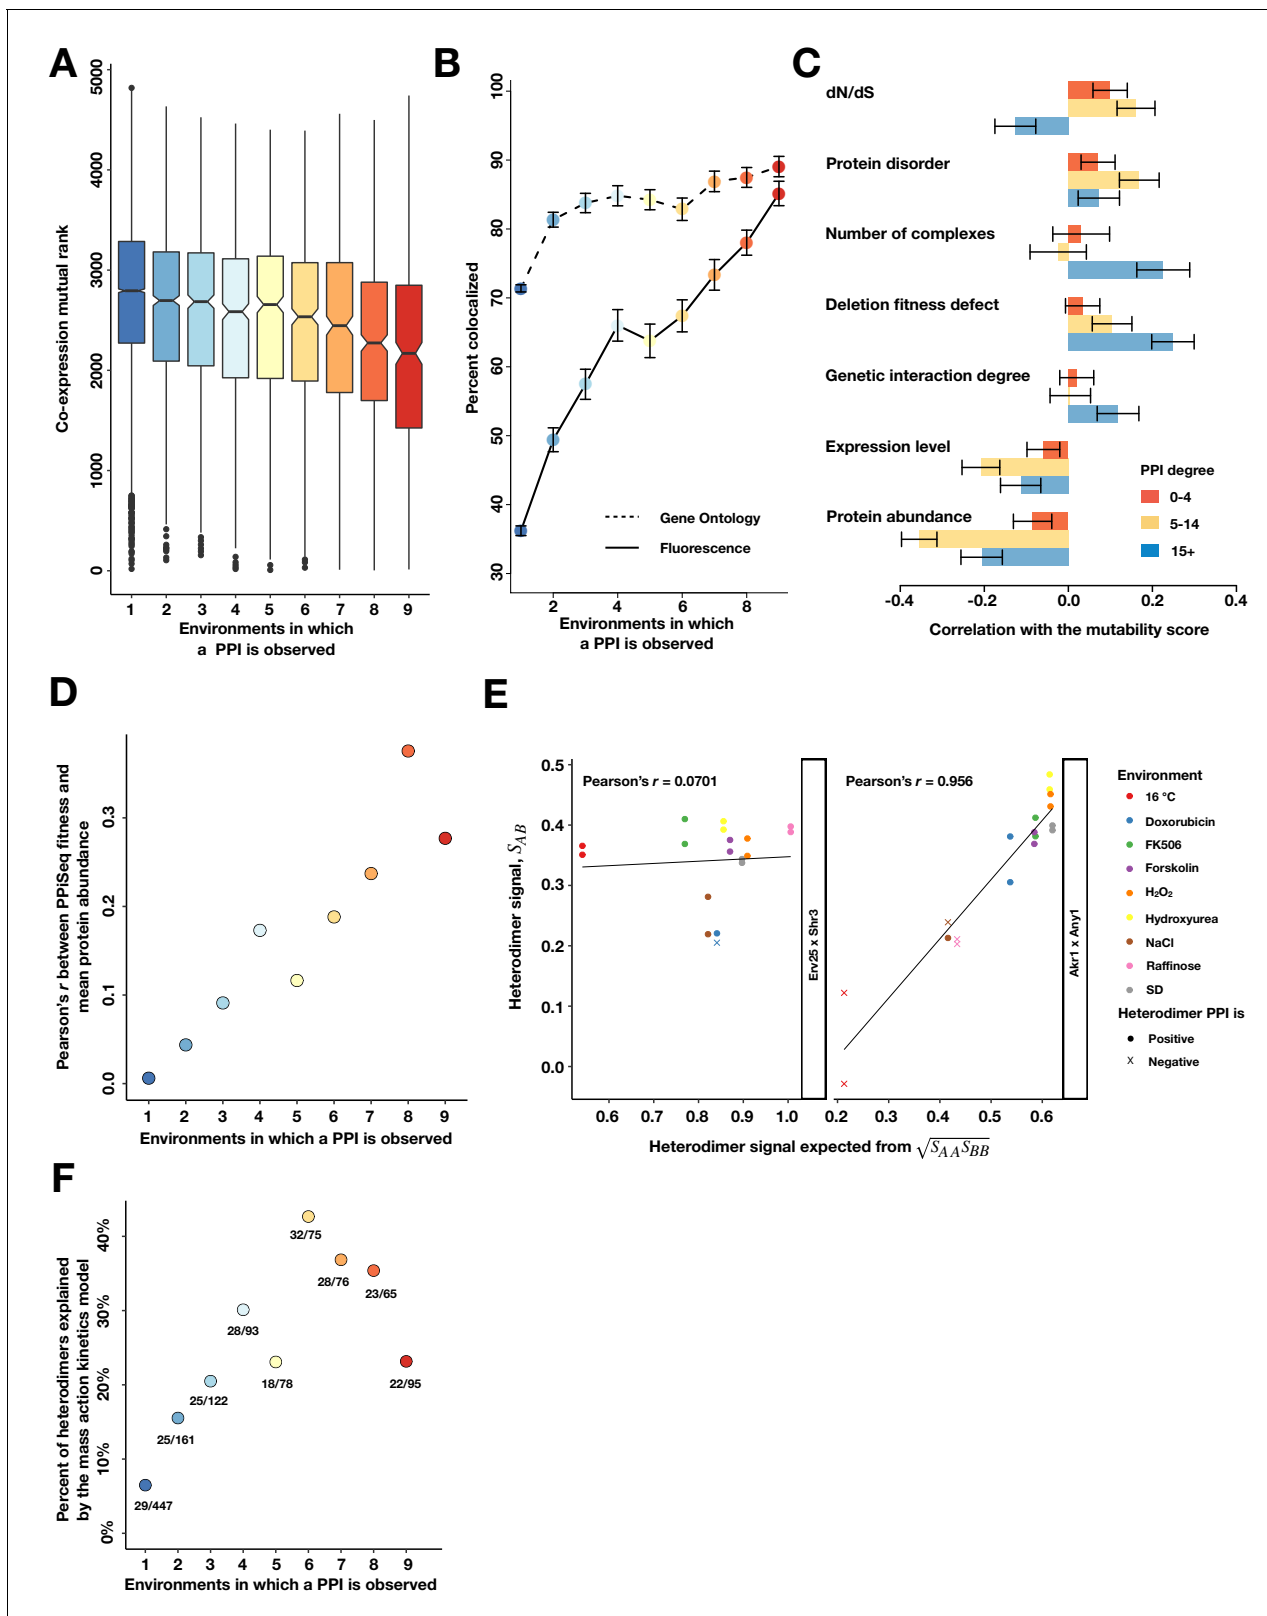 A
Co-expression mutual rank
5000
4000
3000
2000
1000
0
1 2 3 4 5 6 7 8 9
Environments in which
a PPI is observed
B
Percent colocalized
100
90
80
70
60
50
40
30
Gene Ontology
Fluorescence
2 4 6 8
Environments in which
a PPI is observed
C
dN/dS
Protein disorder
Number of complexes
Deletion fitness defect
Genetic interaction degree
Expression level
Protein abundance
PPI degree
0-4
5-14
15+
-0.4 -0.2 0.0 0.2 0.4
Correlation with the mutability score
D
Pearson's r between PPiSeq fitness and
mean protein abundance
0.3
0.2
0.1
0.0
1 2 3 4 5 6 7 8 9
Environments in which a PPI is observed
E
Heterodimer signal, S_AB
0.5
0.4
0.3
0.2
0.1
0.0
Pearson's r = 0.0701
Erv25 x Shr3
Pearson's r = 0.956
Akr1 x Any1
0.6 0.7 0.8 0.9 1.0
0.2 0.4 0.5 0.6
Heterodimer signal expected from √S_AA S_BB
Environment
16 °C
Doxorubicin
FK506
Forskolin
H₂O₂
Hydroxyurea
NaCl
Raffinose
SD
Heterodimer PPI is
Positive
Negative
F
Percent of heterodimers explained
by the mass action kinetics model
40%
30%
20%
10%
0%
29/447
25/161
25/122
28/93
18/78
32/75
28/76
23/65
22/95
1 2 3 4 5 6 7 8 9
Environments in which a PPI is observed